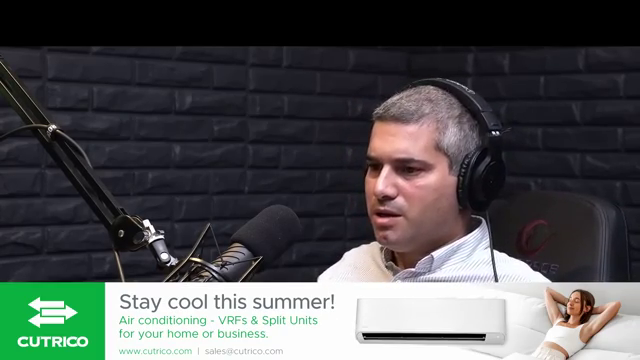 Stay cool this summer!
Air conditioning - VRFs & Split Units
for your home or business.
www.cutrico.com | sales@cutrico.com
CUTRICO